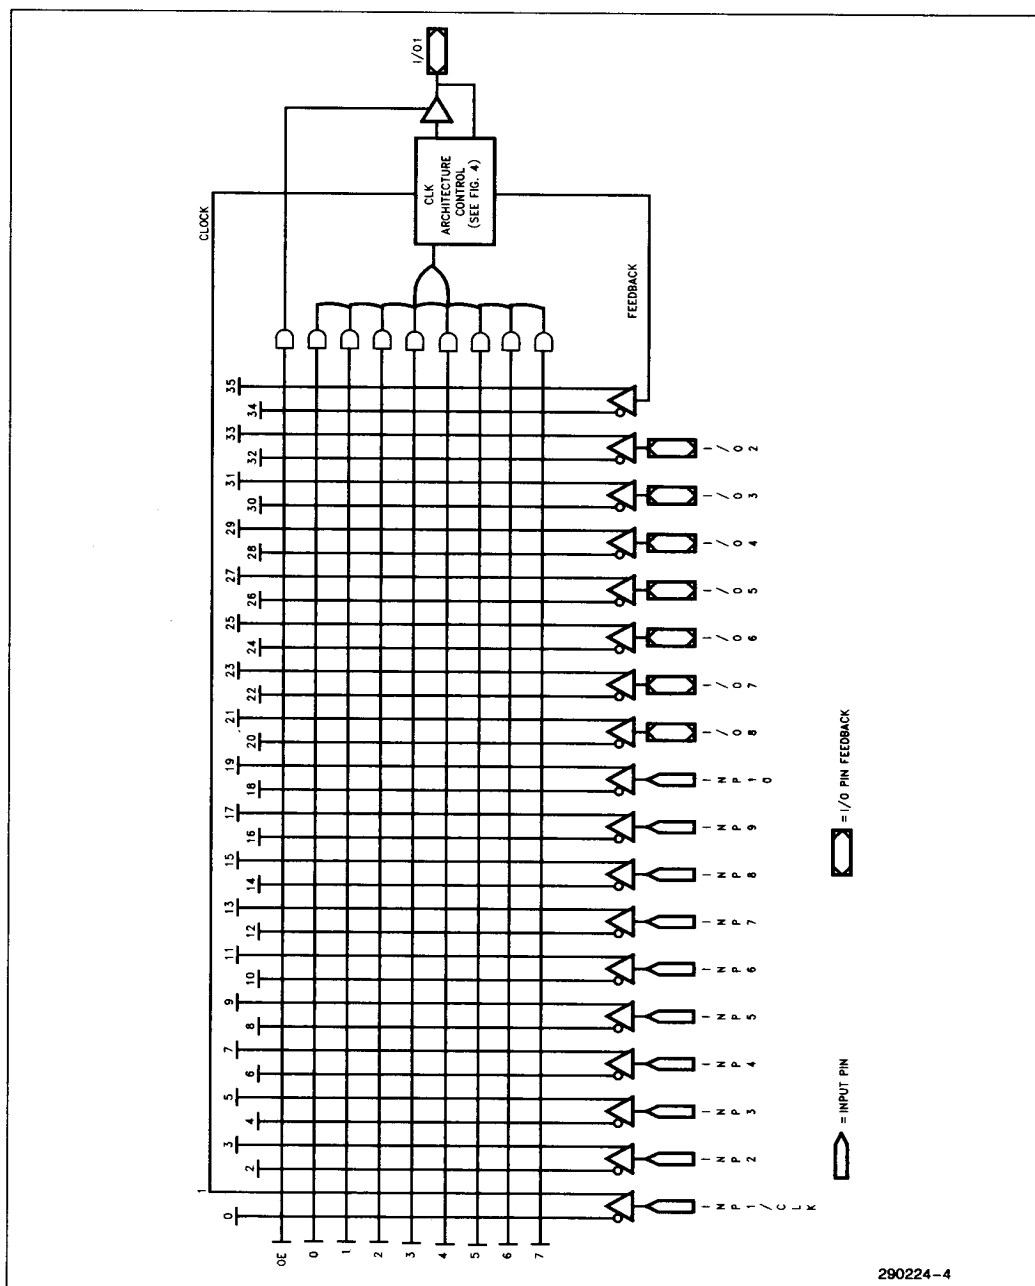 CLOCK
OE
0
1
2
3
4
5
6
7
0
1
2
3
4
5
6
7
8
9
10
11
12
13
14
15
16
17
18
19
20
21
22
23
24
25
26
27
28
29
30
31
32
33
34
35
CLK
ARCHITECTURE
CONTROL
(SEE FIG. 4)
I/O1
FEEDBACK
INP1/CLK
INP2
INP3
INP4
INP5
INP6
INP7
INP8
INP9
INP10
I/O8
I/O7
I/O6
I/O5
I/O4
I/O3
I/O2
= INPUT PIN
= I/O PIN FEEDBACK
290224-4